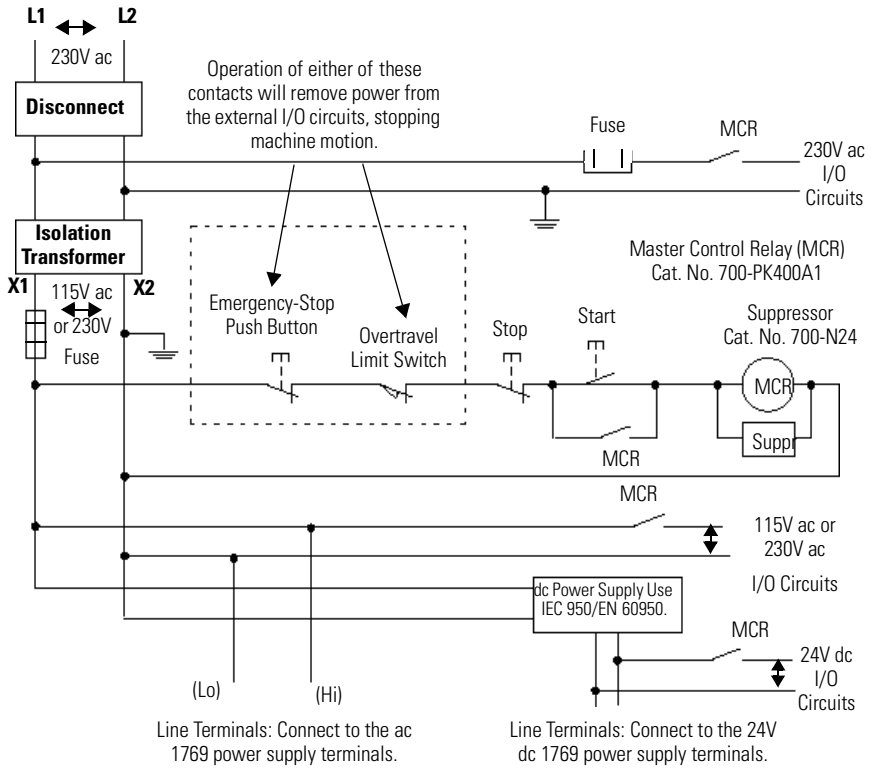 L1 L2
230V ac
Disconnect
Operation of either of these
contacts will remove power from
the external I/O circuits, stopping
machine motion.
Fuse
MCR
230V ac
I/O
Circuits
Isolation
Transformer
X1
X2
115V ac
or 230V
Fuse
Emergency-Stop
Push Button
Overtravel
Limit Switch
Stop
Start
Master Control Relay (MCR)
Cat. No. 700-PK400A1
Suppressor
Cat. No. 700-N24
MCR
Suppr
MCR
MCR
115V ac or
230V ac
I/O Circuits
dc Power Supply Use
IEC 950/EN 60950.
MCR
24V dc
I/O
Circuits
(Lo)
(Hi)
Line Terminals: Connect to the ac
1769 power supply terminals.
Line Terminals: Connect to the 24V
dc 1769 power supply terminals.